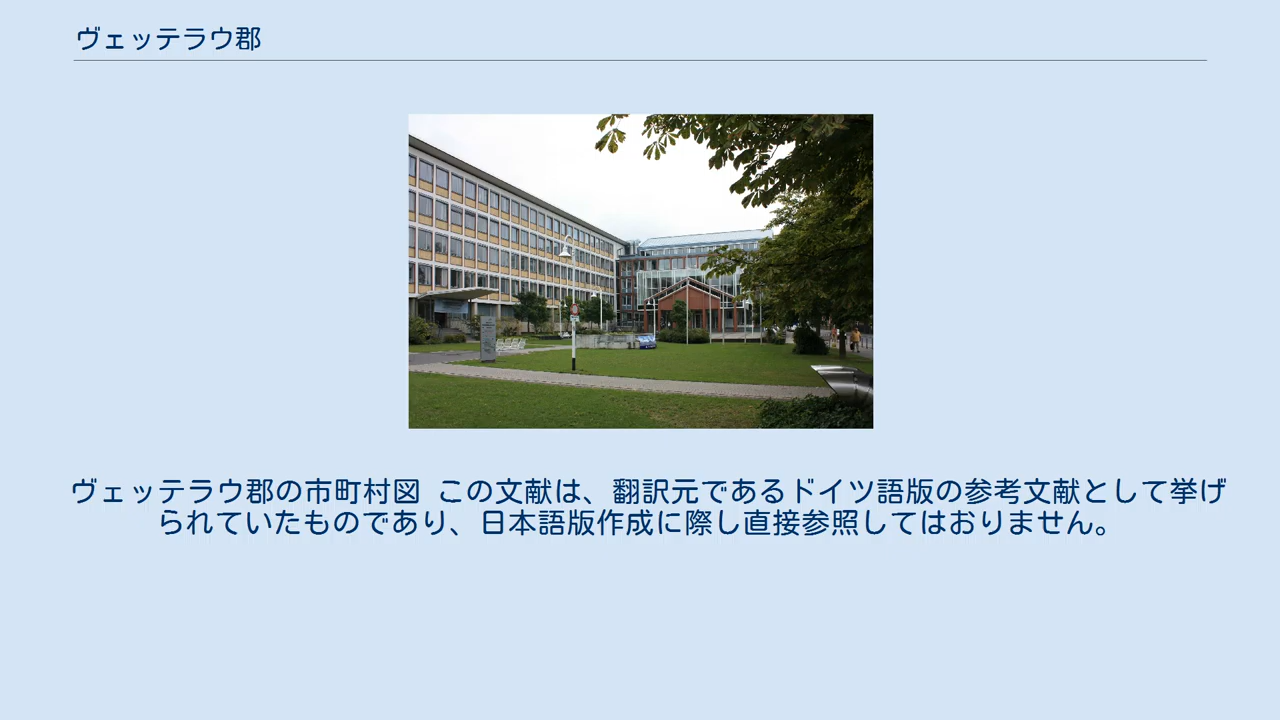 ヴェッテラウ郡
ヴェッテラウ郡の市町村図 この文献は、翻訳元であるドイツ語版の参考文献として挙げ
られていたものであり、日本語版作成に際し直接参照してはおりません。